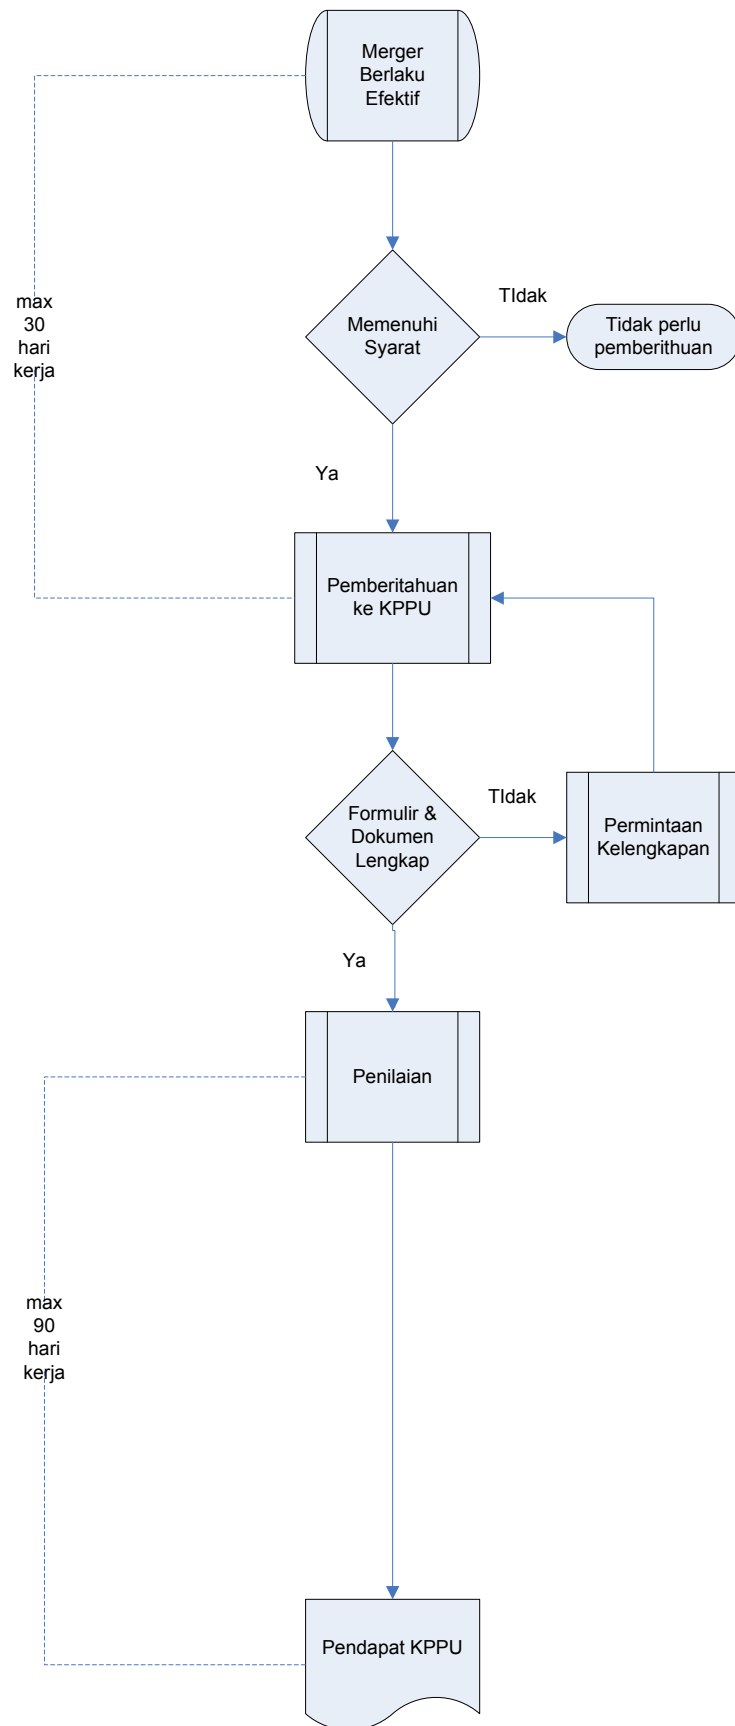 Merger
Berlaku
Efektif
max
30
hari
kerja
Memenuhi
Syarat
TIdak
Tidak perlu
pemberithuan
Ya
Pemberitahuan
ke KPPU
Formulir &
Dokumen
Lengkap
TIdak
Permintaan
Kelengkapan
Ya
Penilaian
max
90
hari
kerja
Pendapat KPPU